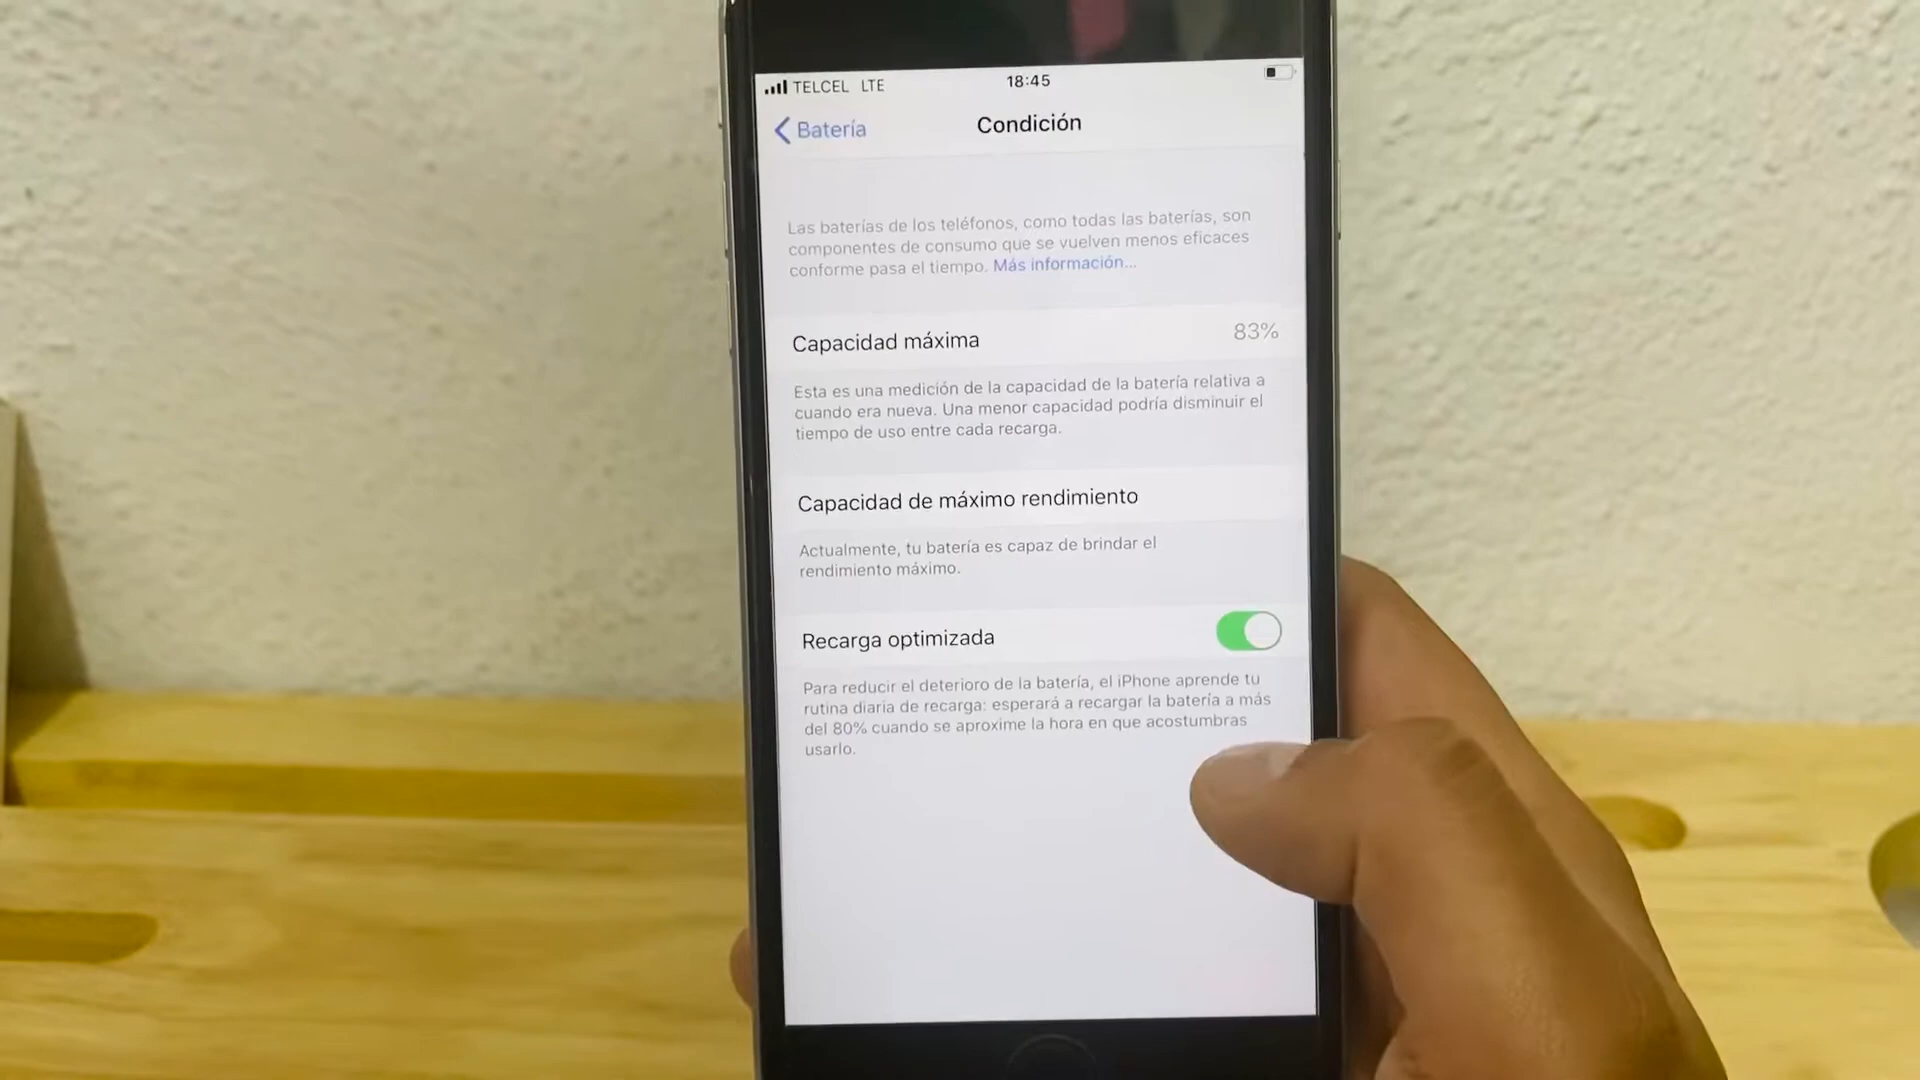 TELCEL LTE 18:45
Batería Condición
Las baterías de los teléfonos, como todas las baterías, son
componentes de consumo que se vuelven menos eficaces
conforme pasa el tiempo. Más información...
Capacidad máxima 83%
Esta es una medición de la capacidad de la batería relativa a
cuando era nueva. Una menor capacidad podría disminuir el
tiempo de uso entre cada recarga.
Capacidad de máximo rendimiento
Actualmente, tu batería es capaz de brindar el
rendimiento máximo.
Recarga optimizada
Para reducir el deterioro de la batería, el iPhone aprende tu
rutina diaria de recarga: esperará a recargar la batería a más
del 80% cuando se aproxime la hora en que acostumbras
usarlo.